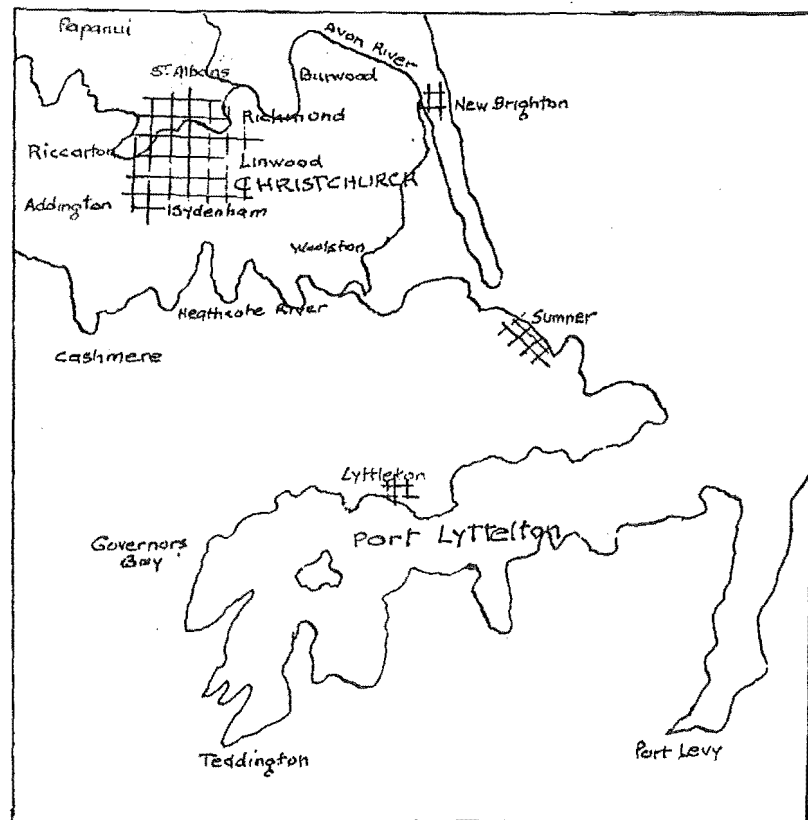 Papanui
Avon River
St Albans
Burwood
New Brighton
Richmond
Riccarton
Linwood
CHRISTCHURCH
Addington
Sydenham
Woolston
Heathcote River
Sumner
Cashmere
Lyttleton
Port Lyttelton
Governors
Bay
Teddington
Port Levy